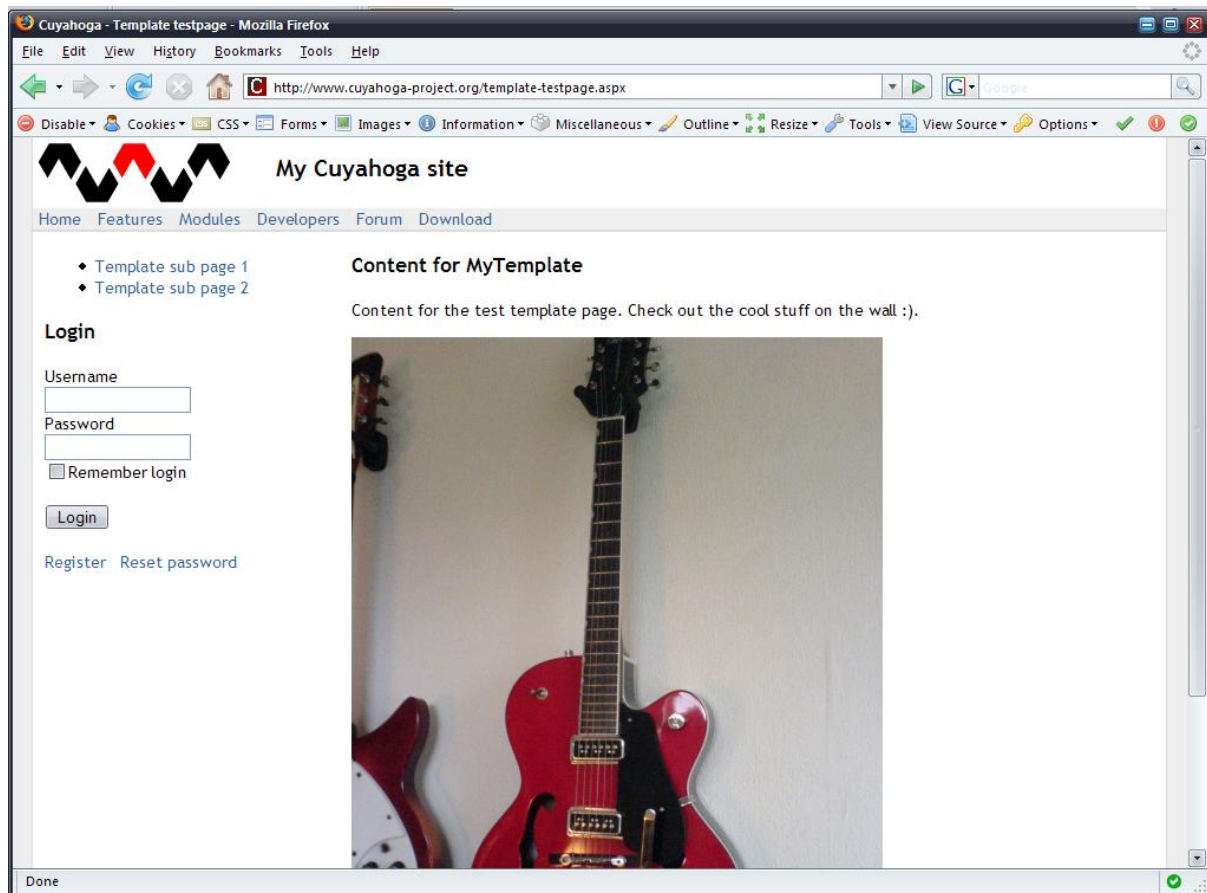 Cuyahoga - Template testpage - Mozilla Firefox
File Edit View History Bookmarks Tools Help
C http://www.cuyahoga-project.org/template-testpage.aspx G Google
Disable Cookies CSS CSS Forms Images Information Miscellaneous Outline Resize Tools View Source Options
My Cuyahoga site
Home Features Modules Developers Forum Download
Template sub page 1
Template sub page 2
Login
Username
Password
Remember login
Login
Register Reset password
Content for MyTemplate
Content for the test template page. Check out the cool stuff on the wall :).
Done